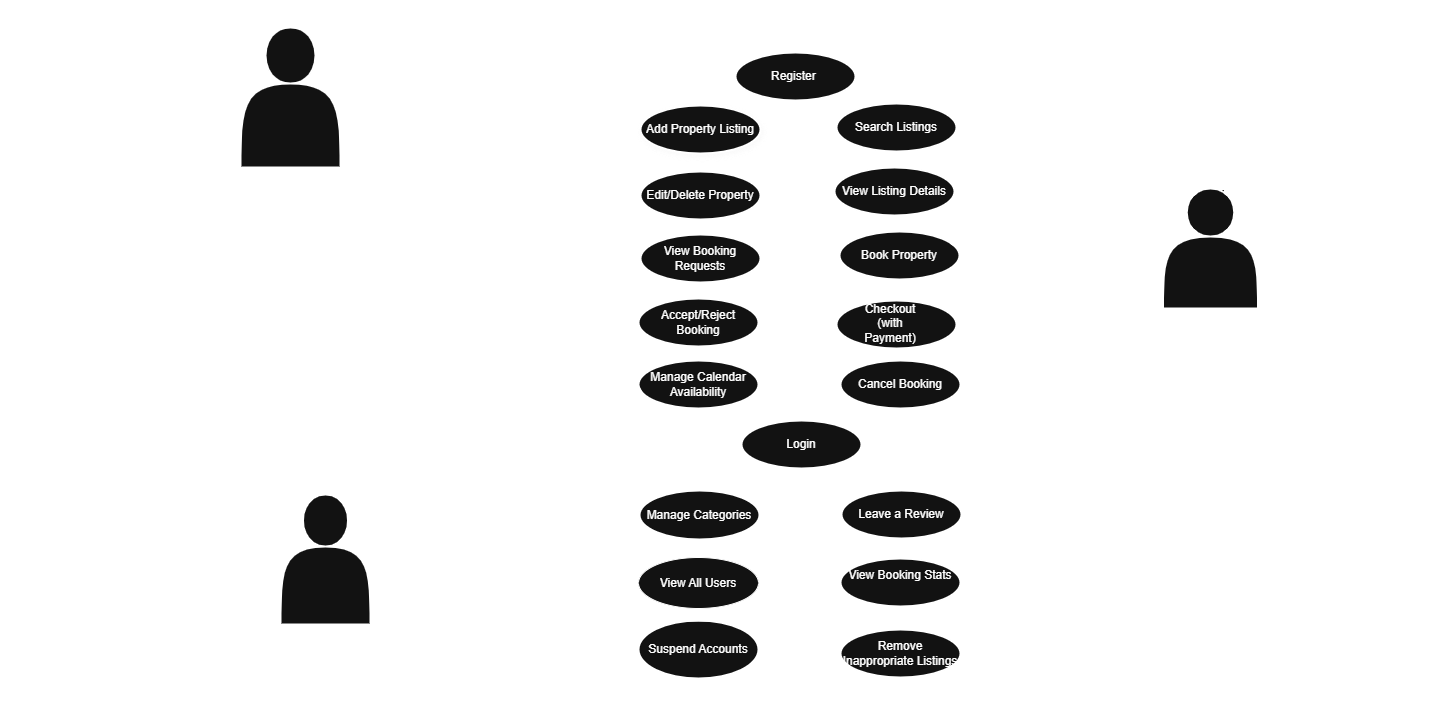 Register
Add Property Listing
Search Listings
Edit/Delete Property
View Listing Details
View Booking
Requests
Book Property
Accept/Reject
Booking
Checkout
(with
Payment)
Manage Calendar
Availability
Cancel Booking
Login
Manage Categories
Leave a Review
View All Users
View Booking Stats
Suspend Accounts
Remove
Inappropriate Listings